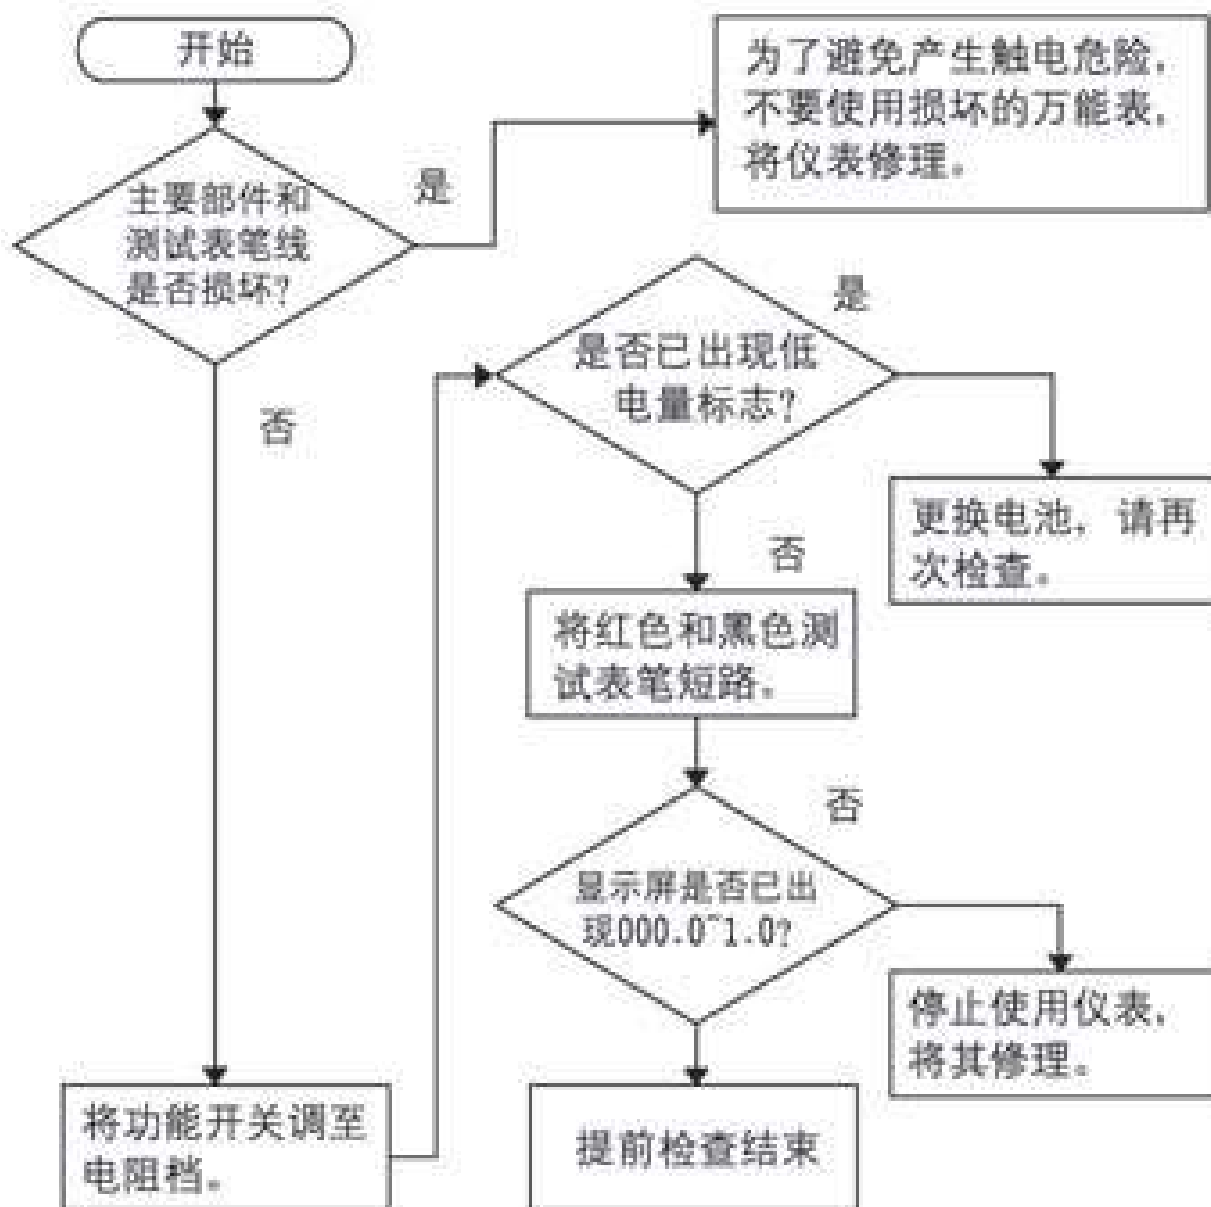 开始
为了避免产生触电危险，
不要使用损坏的万能表，
将仪表修理。
是
主要部件和
测试表笔线
是否损坏?
否
是
是否已出现低
电量标志?
更换电池，请再
次检查。
否
将红色和黑色测
试表笔短路。
否
显示屏是否已出
现000.0~1.0?
停止使用仪表，
将其修理。
将功能开关调至
电阻档。
提前检查结束